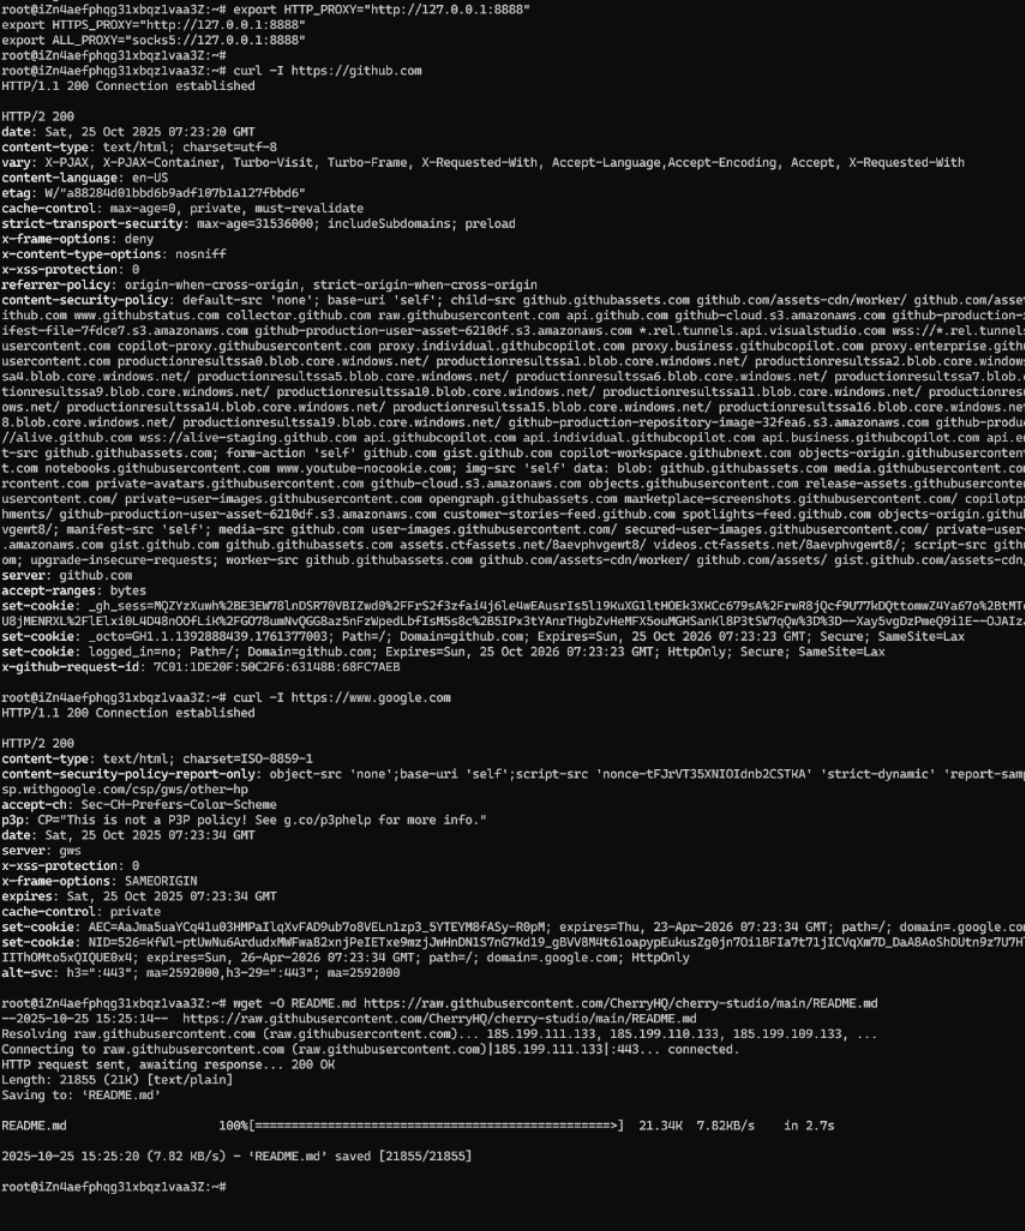 root@iZn4aefphqg31xbqz1vaa3Z:~# export HTTP_PROXY="http://127.0.0.1:8888"
export HTTPS_PROXY="http://127.0.0.1:8888"
export ALL_PROXY="socks5://127.0.0.1:8888"
root@iZn4aefphqg31xbqz1vaa3Z:~#
root@iZn4aefphqg31xbqz1vaa3Z:~# curl -I https://github.com
HTTP/1.1 200 Connection established
HTTP/2 200
date: Sat, 25 Oct 2025 07:23:20 GMT
content-type: text/html; charset=utf-8
vary: X-PJAX, X-PJAX-Container, Turbo-Visit, Turbo-Frame, X-Requested-With, Accept-Language,Accept-Encoding, Accept, X-Requested-With
content-language: en-US
etag: W/"a88284d01bbd6b9adf107b1a127fbbd6"
cache-control: max-age=0, private, must-revalidate
strict-transport-security: max-age=31536000; includeSubdomains; preload
x-frame-options: deny
x-content-type-options: nosniff
x-xss-protection: 0
referrer-policy: origin-when-cross-origin, strict-origin-when-cross-origin
content-security-policy: default-src 'none'; base-uri 'self'; child-src github.githubassets.com github.com/assets-cdn/worker/ github.com/asset
ithub.com www.githubstatus.com collector.github.com raw.githubusercontent.com api.github.com github-cloud.s3.amazonaws.com github-production-
ifest-file-7fdce7.s3.amazonaws.com github-production-user-asset-6210df.s3.amazonaws.com *.rel.tunnels.api.visualstudio.com wss://*.rel.tunnels
usercontent.com copilot-proxy.githubusercontent.com proxy.individual.githubcopilot.com proxy.business.githubcopilot.com proxy.enterprise.githu
usercontent.com productionresultssa0.blob.core.windows.net/ productionresultssa1.blob.core.windows.net/ productionresultssa2.blob.core.windows
sa4.blob.core.windows.net/ productionresultssa5.blob.core.windows.net/ productionresultssa6.blob.core.windows.net/ productionresultssa7.blob.
tionresultssa9.blob.core.windows.net/ productionresultssa10.blob.core.windows.net/ productionresultssa11.blob.core.windows.net/ productionres
ows.net/ productionresultssa14.blob.core.windows.net/ productionresultssa15.blob.core.windows.net/ productionresultssa16.blob.core.windows.net
8.blob.core.windows.net/ productionresultssa19.blob.core.windows.net/ github-production-repository-image-32fea6.s3.amazonaws.com github-produc
//alive.github.com wss://alive-staging.github.com api.githubcopilot.com api.individual.githubcopilot.com api.business.githubcopilot.com api.en
t-src github.githubassets.com; form-action 'self' github.com gist.github.com copilot-workspace.githubnext.com objects-origin.githubusercontent
t.com notebooks.githubusercontent.com www.youtube-nocookie.com; img-src 'self' data: blob: github.githubassets.com media.githubusercontent.com
rcontent.com private-avatars.githubusercontent.com github-cloud.s3.amazonaws.com objects.githubusercontent.com release-assets.githubuserconten
usercontent.com/ private-user-images.githubusercontent.com opengraph.githubassets.com marketplace-screenshots.githubusercontent.com/ copilotp
hments/ github-production-user-asset-6210df.s3.amazonaws.com customer-stories-feed.github.com spotlights-feed.github.com objects-origin.githu
vgewt8/; manifest-src 'self'; media-src github.com user-images.githubusercontent.com/ secured-user-images.githubusercontent.com/ private-user-
.amazonaws.com gist.github.com github.githubassets.com assets.ctfassets.net/8aevphvgewt8/ videos.ctfassets.net/8aevphvgewt8/; script-src gith
om; upgrade-insecure-requests; worker-src github.githubassets.com github.com/assets-cdn/worker/ github.com/assets/ gist.github.com/assets-cdn/
server: github.com
accept-ranges: bytes
set-cookie:
set-cookie: _octo=GH1.1.1392888439.1761377003; Path=/; Domain=github.com; Expires=Sun, 25 Oct 2026 07:23:23 GMT; Secure; SameSite=Lax
set-cookie: logged_in=no; Path=/; Domain=github.com; Expires=Sun, 25 Oct 2026 07:23:23 GMT; HttpOnly; Secure; SameSite=Lax
x-github-request-id: 7C01:1DE20F:50C2F6:63148B:68FC7AEB
root@iZn4aefphqg31xbqz1vaa3Z:~# curl -I https://www.google.com
HTTP/1.1 200 Connection established
HTTP/2 200
content-type: text/html; charset=ISO-8859-1
content-security-policy-report-only: object-src 'none';base-uri 'self';script-src 'nonce-tFJrVT35XNIOIdnb2CSTKA' 'strict-dynamic' 'report-samp
sp.withgoogle.com/csp/gws/other-hp
accept-ch: Sec-CH-Prefers-Color-Scheme
p3p: CP="This is not a P3P policy! See g.co/p3phelp for more info."
date: Sat, 25 Oct 2025 07:23:34 GMT
server: gws
x-xss-protection: 0
x-frame-options: SAMEORIGIN
expires: Sat, 25 Oct 2025 07:23:34 GMT
cache-control: private
set-cookie: AEC=AaJma5uaYCq41u03HMPaIlqXvFAD9ub7o8VELn1zp3_5YTEYM8fASy-R0pM; expires=Thu, 23-Apr-2026 07:23:34 GMT; path=/; domain=.google.com
set-cookie:
IIThOMto5xQIQUE0x4; expires=Sun, 26-Apr-2026 07:23:34 GMT; path=/; domain=.google.com; HttpOnly
alt-svc: h3=":443"; ma=2592000,h3-29=":443"; ma=2592000
root@iZn4aefphqg31xbqz1vaa3Z:~# wget -O README.md https://raw.githubusercontent.com/CherryHQ/cherry-studio/main/README.md
--2025-10-25 15:25:14--  https://raw.githubusercontent.com/CherryHQ/cherry-studio/main/README.md
Resolving raw.githubusercontent.com (raw.githubusercontent.com)... 185.199.111.133, 185.199.110.133, 185.199.109.133, ...
Connecting to raw.githubusercontent.com (raw.githubusercontent.com)|185.199.111.133|:443... connected.
HTTP request sent, awaiting response... 200 OK
Length: 21855 (21K) [text/plain]
Saving to: ‘README.md’
README.md 100%[================================================>] 21.34K 7.82KB/s in 2.7s
2025-10-25 15:25:20 (7.82 KB/s) - ‘README.md’ saved [21855/21855]
root@iZn4aefphqg31xbqz1vaa3Z:~#